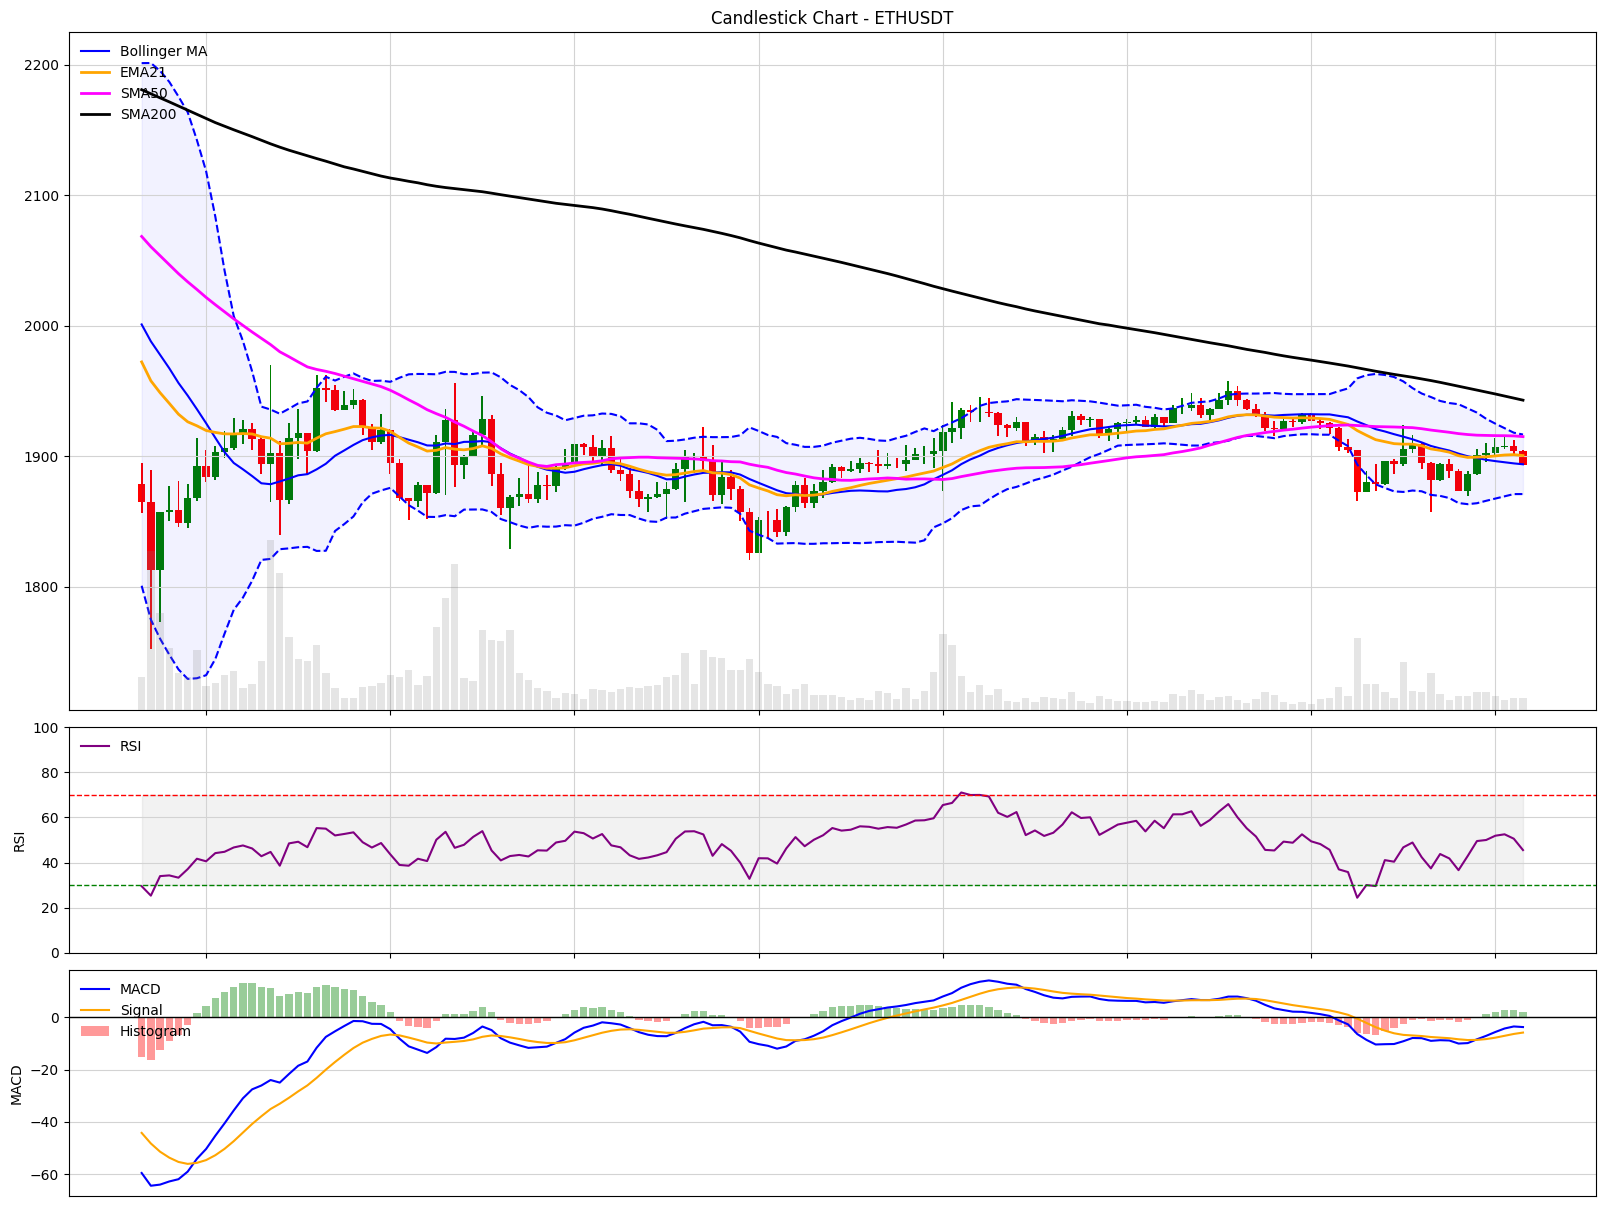 Candlestick Chart - ETHUSDT
Bollinger MA
EMA21
SMA50
SMA200
2200
2100
2000
1900
1800
RSI
100
80
60
40
20
0
RSI
MACD
Signal
Histogram
0
−20
−40
−60
MACD